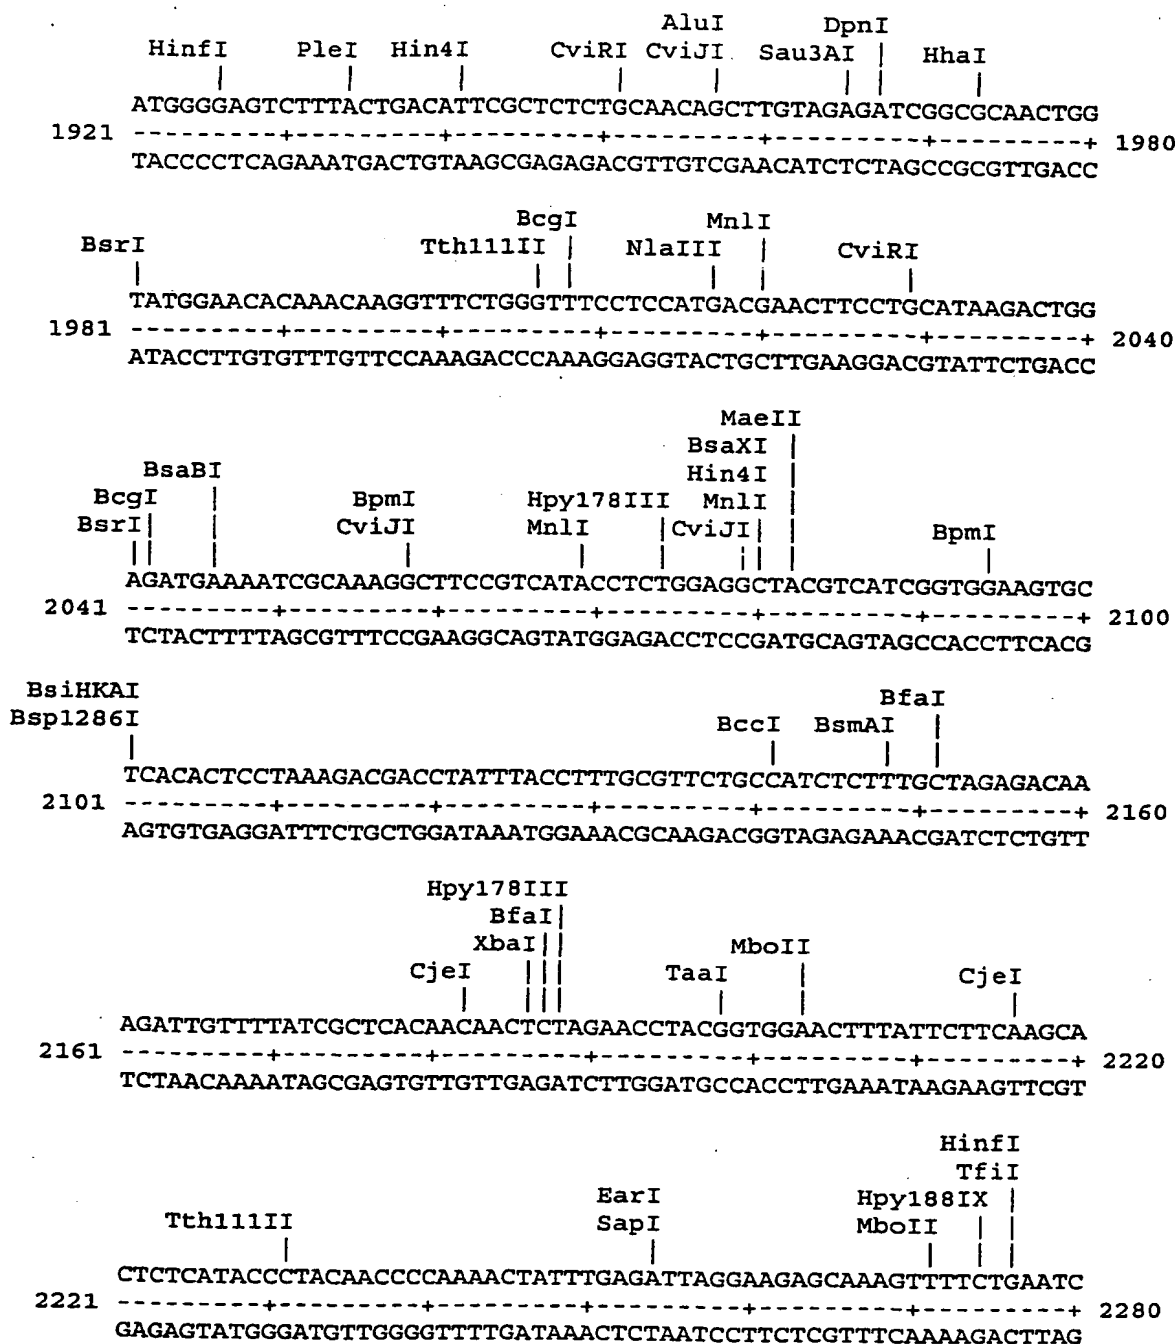 AluI DpnI
HinfI PleI Hin4I CviRI CviJI Sau3AI HhaI
ATGGGGAGTCTTTACTGACATTCGCTCTCTGCAACAGCTTGTAGAGATCGGCGCAACTGG
1921 ---------+---------+---------+---------+---------+---------+ 1980
TACCCCTCAGAAATGACTGTAAGCGAGAGACGTTGTCGAACATCTCTAGCCGCGTTGACC
BcgI MnlI
BsrI Tth111II NlaIII CviRI
TATGGAACACAAACAAGGTTTCTGGGTTTCCTCCATGACGAACTTCCTGCATAAGACTGG
1981 ---------+---------+---------+---------+---------+---------+ 2040
ATACCTTGTGTTTGTTCCAAAGACCCAAAGGAGGTACTGCTTGAAGGACGTATTCTGACC
MaeII
BsaXI
BsaBI Hin4I
BcgI BpmI Hpy178III MnlI
BsrI CviJI MnlI CviJI BpmI
AGATGAAAATCGCAAAGGCTTCCGTCATACCTCTGGAGGCTACGTCATCGGTGGAAGTGC
2041 ---------+---------+---------+---------+---------+---------+ 2100
TCTACTTTTAGCGTTTCCGAAGGCAGTATGGAGACCTCCGATGCAGTAGCCACCTTCACG
BsiHKAI BfaI
Bsp1286I BccI BsmAI
TCACACTCCTAAAGACGACCTATTTACCTTTGCGTTCTGCCATCTCTTTGCTAGAGACAA
2101 ---------+---------+---------+---------+---------+---------+ 2160
AGTGTGAGGATTTCTGCTGGATAAATGGAAACGCAAGACGGTAGAGAAACGATCTCTGTT
Hpy178III
BfaI
XbaI MboII
CjeI TaaI CjeI
AGATTGTTTTATCGCTCACAACAACTCTAGAACCTACGGTGGAACTTTATTCTTCAAGCA
2161 ---------+---------+---------+---------+---------+---------+ 2220
TCTAACAAAATAGCGAGTGTTGTTGAGATCTTGGATGCCACCTTGAAATAAGAAGTTCGT
HinfI
TfiI
EarI Hpy188IX
Tth111II SapI MboII
CTCTCATACCCTACAACCCCAAAACTATTTGAGATTAGGAAGAGCAAAGTTTTCTGAATC
2221 ---------+---------+---------+---------+---------+---------+ 2280
GAGAGTATGGGATGTTGGGGTTTTGATAAACTCTAATCCTTCTCGTTTCAAAAGACTTAG